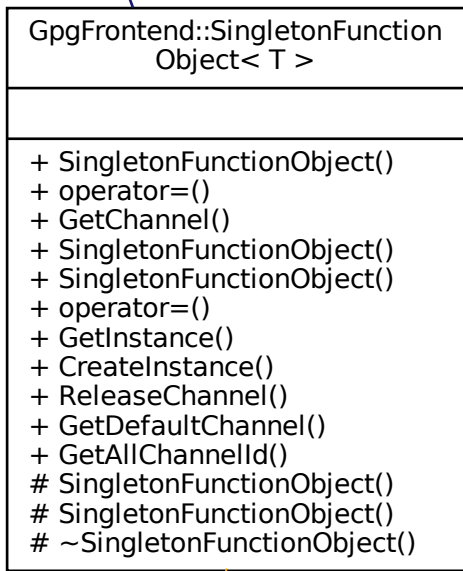 GpgFrontend::SingletonFunction
Object< T >
+ SingletonFunctionObject()
+ operator=()
+ GetChannel()
+ SingletonFunctionObject()
+ SingletonFunctionObject()
+ operator=()
+ GetInstance()
+ CreateInstance()
+ ReleaseChannel()
+ GetDefaultChannel()
+ GetAllChannelId()
# SingletonFunctionObject()
# SingletonFunctionObject()
# ~SingletonFunctionObject()